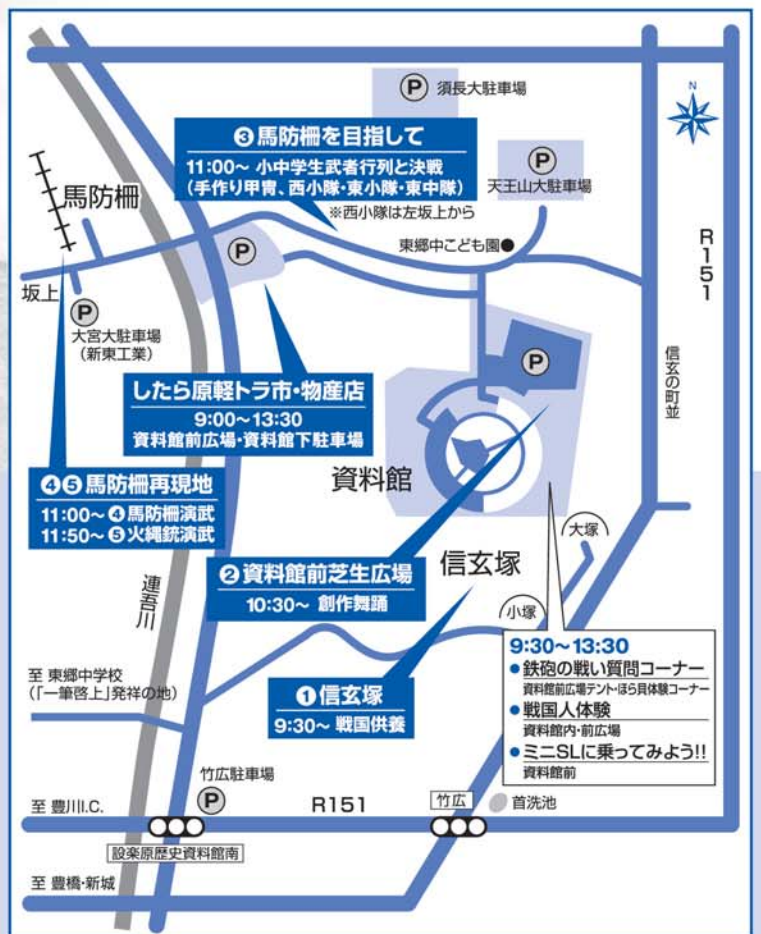 N
P 須長大駐車場
❸馬防柵を目指して
11:00～ 小中学生武者行列と決戦
(手作り甲冑、西小隊・東小隊・東中隊)
※西小隊は左坂上から
P
天王山大駐車場
馬防柵
東郷中こども園●
R151
P
坂上
P
大宮大駐車場
(新東工業)
信玄の町並
P
したら原軽トラ市・物産店
9:00～13:30
資料館前広場・資料館下駐車場
資料館
❹❺馬防柵再現地
11:00～❹馬防柵演武
11:50～❺火縄銃演武
大塚
❷資料館前芝生広場
10:30～ 創作舞踊
信玄塚
小塚
連吾川
9:30～13:30
●鉄砲の戦い質問コーナー
資料館前広場テント・ほら貝体験コーナー
●戦国人体験
資料館内・前広場
●ミニSLに乗ってみよう!!
資料館前
至 東郷中学校
(「一筆啓上」発祥の地)
❶信玄塚
9:30～ 戦国供養
竹広駐車場
P
至 豊川I.C.
R151
竹広
首洗池
設楽原歴史資料館南
至 豊橋・新城